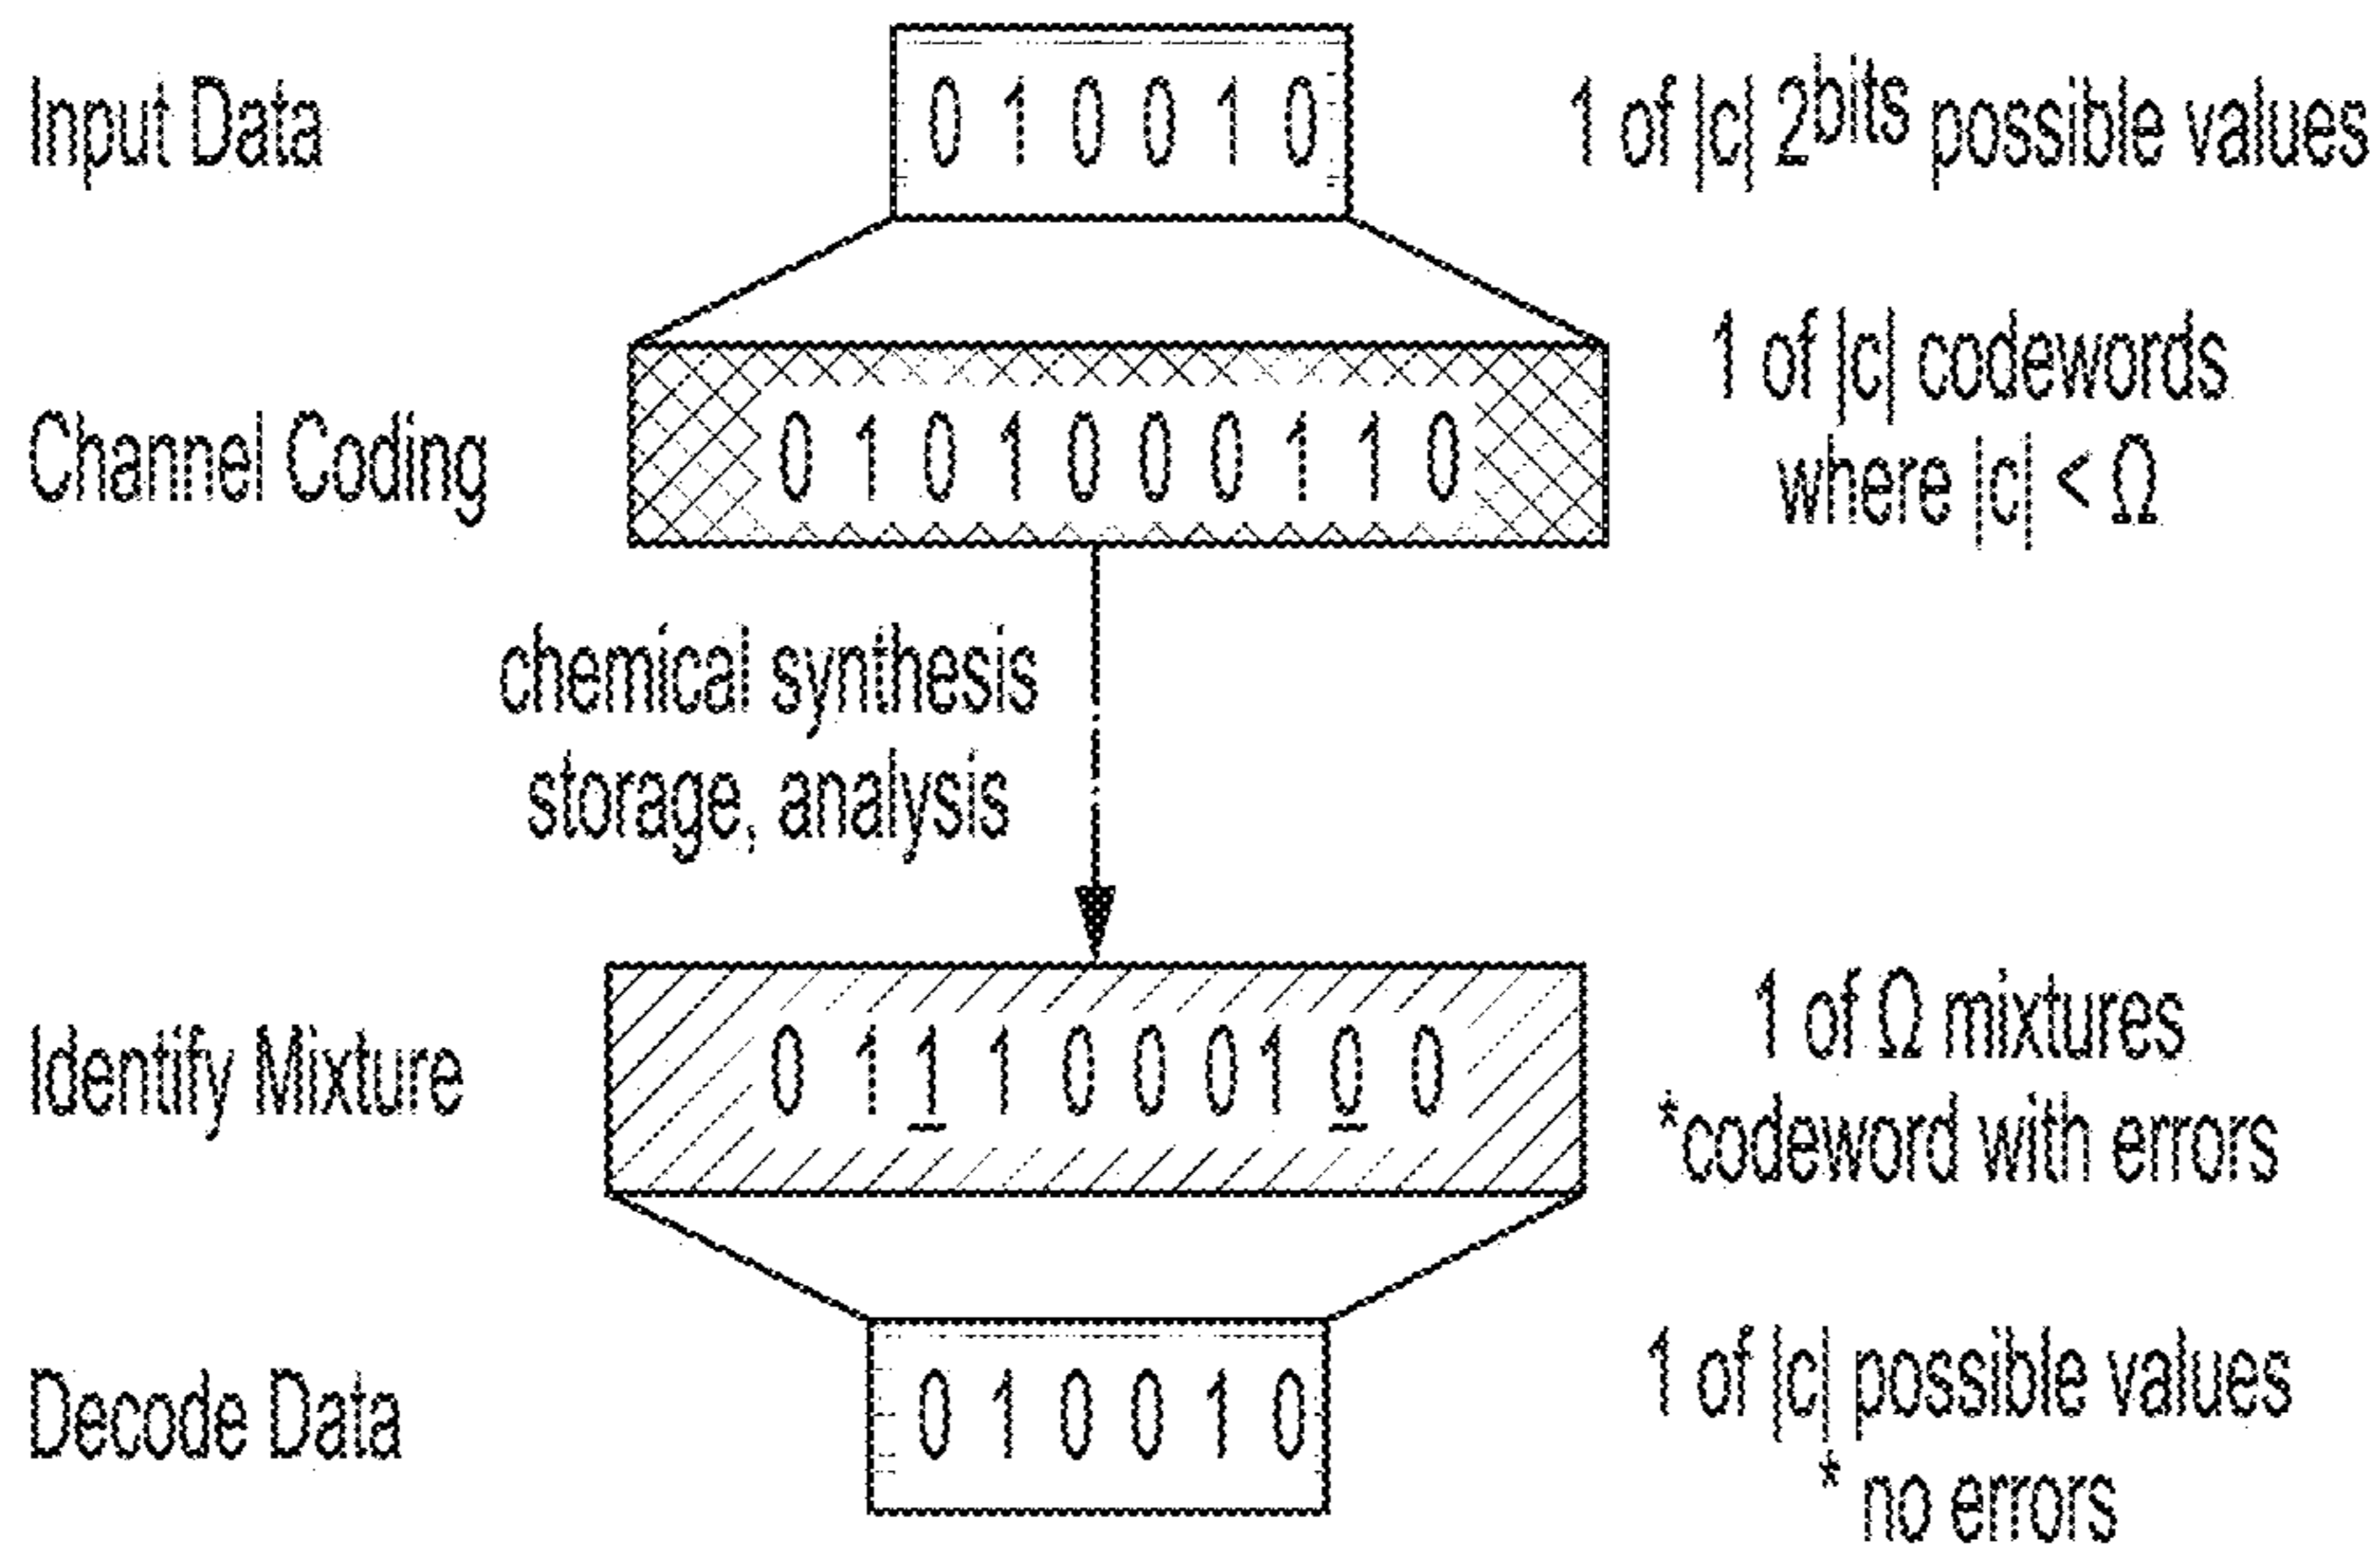 Input Data
0 1 0 0 1 0
1 of |c| 2^bits possible values
Channel Coding
0 1 0 1 0 0 0 1 1 0
1 of |c| codewords
where |c| < Ω
chemical synthesis
storage, analysis
Identify Mixture
0 1 1 1 0 0 0 1 0 0
1 of Ω mixtures
*codeword with errors
Decode Data
0 1 0 0 1 0
1 of |c| possible values
* no errors